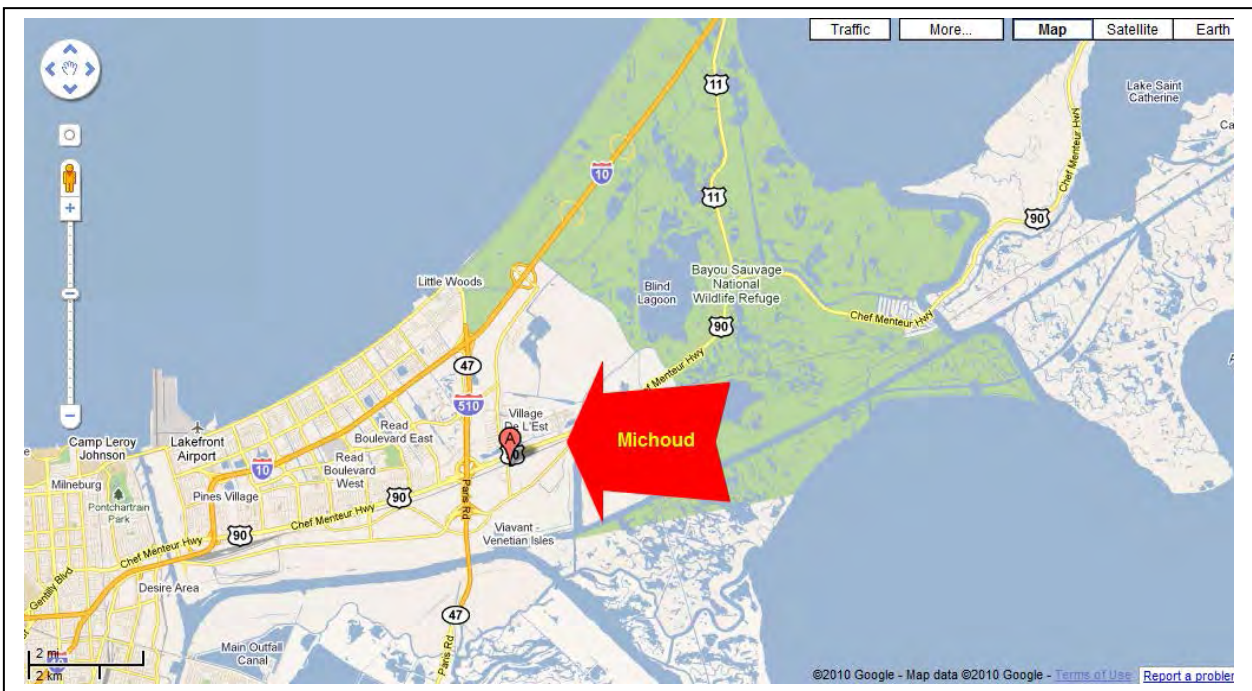 Traffic
More...
Map
Satellite
Earth
11
Lake Saint
Catherine
Chef Menteur Hwy
10
11
90
Little Woods
Blind
Lagoon
Bayou Sauvage
National
Wildlife Refuge
90
Chef Menteur Hwy
47
Chef Menteur Hwy
510
Village
De L'Est
A
Michoud
Read
Boulevard East
Camp Leroy
Johnson
Lakefront
Airport
Read
Boulevard
West
10
Milneburg
Pontchartrain
Park
Pines Village
90
Paris Rd
Chef Menteur Hwy
90
Viavant -
Venetian Isles
Chef Menteur Hwy
Gentilly Blvd
Desire Area
47
Paris Rd
Main Outfall
Canal
2 mi
2 km
©2010 Google - Map data ©2010 Google - Terms of Use
Report a problem